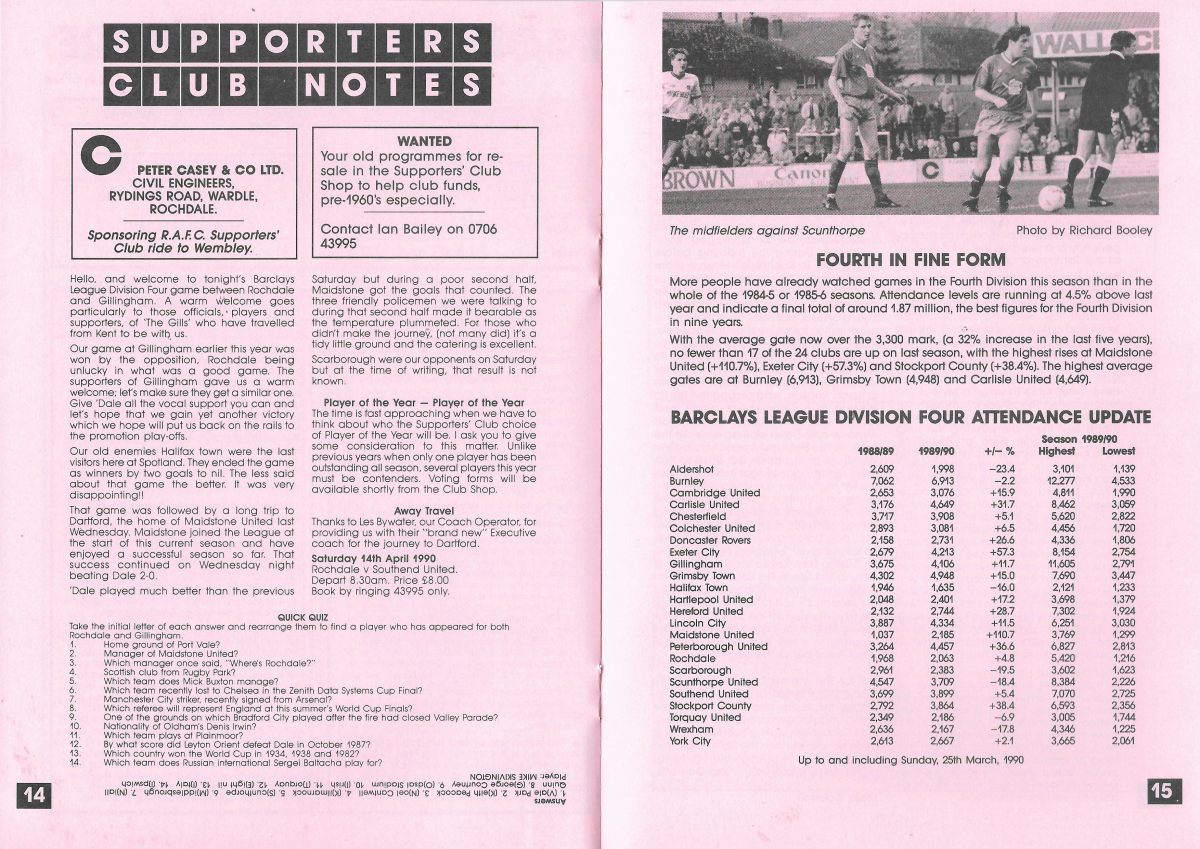 SUPPORTERS
CLUB NOTES
C
PETER CASEY & CO LTD.
CIVIL ENGINEERS,
RYDINGS ROAD, WARDLE,
ROCHDALE.
Sponsoring R.A.F.C. Supporters'
Club ride to Wembley.
WANTED
Your old programmes for re-
sale in the Supporters' Club
Shop to help club funds,
pre-1960's especially.
Contact Ian Bailey on 0706
43995
Hello, and welcome to tonight's Barclays
League Division Four game between Rochdale
and Gillingham. A warm welcome goes
particularly to those officials, players and
supporters, of 'The Gills' who have travelled
from Kent to be with us.
Our game at Gillingham earlier this year was
won by the opposition, Rochdale being
unlucky in what was a good game. The
supporters of Gillingham gave us a warm
welcome; let's make sure they get a similar one.
Give 'Dale all the vocal support you can and
let's hope that we gain yet another victory
which we hope will put us back on the rails to
the promotion play-offs.
Our old enemies Halifax town were the last
visitors here at Spotland. They ended the game
as winners by two goals to nil. The less said
about that game the better. It was very
disappointing!!
That game was followed by a long trip to
Dartford, the home of Maidstone United last
Wednesday. Maidstone joined the League at
the start of this current season and have
enjoyed a successful season so far. That
success continued on Wednesday night
beating Dale 2-0.
'Dale played much better than the previous
Saturday but during a poor second half,
Maidstone got the goals that counted. The
three friendly policemen we were talking to
during that second half made it bearable as
the temperature plummeted. For those who
didn't make the journey, (not many did) it's a
tidy little ground and the catering is excellent.
Scarborough were our opponents on Saturday
but at the time of writing, that result is not
known.
Player of the Year — Player of the Year
The time is fast approaching when we have to
think about who the Supporters' Club choice
of Player of the Year will be. I ask you to give
some consideration to this matter. Unlike
previous years when only one player has been
outstanding all season, several players this year
must be contenders. Voting forms will be
available shortly from the Club Shop.
Away Travel
Thanks to Les Bywater, our Coach Operator, for
providing us with their "brand new" Executive
coach for the journey to Dartford.
Saturday 14th April 1990
Rochdale v Southend United.
Depart 8.30am. Price £8.00
Book by ringing 43995 only.
QUICK QUIZ
Take the initial letter of each answer and rearrange them to find a player who has appeared for both
Rochdale and Gillingham.
1. Home ground of Port Vale?
2. Manager of Maidstone United?
3. Which manager once said, "Where's Rochdale?"
4. Scottish club from Rugby Park?
5. Which team does Mick Buxton manage?
6. Which team recently lost to Chelsea in the Zenith Data Systems Cup Final?
7. Manchester City striker, recently signed from Arsenal?
8. Which referee will represent England at this summer's World Cup Finals?
9. One of the grounds on which Bradford City played after the fire had closed Valley Parade?
10. Nationality of Oldham's Denis Irwin?
11. Which team plays at Plainmoor?
12. By what score did Leyton Orient defeat Dale in October 1987?
13. Which country won the World Cup in 1934, 1938 and 1982?
14. Which team does Russian International Sergei Baltacha play for?
Answers
1. (V)ale Park 2. (K)eith Peacock 3. (N)oel Cantwell 4. (K)ilmarnock 5. (S)cunthorpe 6. (M)iddlesbrough 7. (N)iall
Quinn 8. (G)eorge Courtney 9. (O)dsal Stadium 10. (I)rish 11. (T)orquay 12. (E)ight nil 13. (I)taly 14. (I)pswich
Player: MIKE SKIVINGTON
14
WALLACE
BROWN
Canon
C
The midfielders against Scunthorpe Photo by Richard Booley
FOURTH IN FINE FORM
More people have already watched games in the Fourth Division this season than in the
whole of the 1984-5 or 1985-6 seasons. Attendance levels are running at 4.5% above last
year and indicate a final total of around 1.87 million, the best figures for the Fourth Division
in nine years.
With the average gate now over the 3,300 mark, (a 32% increase in the last five years),
no fewer than 17 of the 24 clubs are up on last season, with the highest rises at Maidstone
United (+110.7%), Exeter City (+57.3%) and Stockport County (+38.4%). The highest average
gates are at Burnley (6,913), Grimsby Town (4,948) and Carlisle United (4,649).
BARCLAYS LEAGUE DIVISION FOUR ATTENDANCE UPDATE
Season 1989/90
1988/89 1989/90 +/- % Highest Lowest
Aldershot 2,609 1,998 –23.4 3,101 1,139
Burnley 7,062 6,913 –2.2 12,277 4,533
Cambridge United 2,653 3,076 +15.9 4,811 1,990
Carlisle United 3,176 4,649 +31.7 8,462 3,059
Chesterfield 3,717 3,908 +5.1 5,620 2,822
Colchester United 2,893 3,081 +6.5 4,456 1,720
Doncaster Rovers 2,158 2,731 +26.6 4,336 1,806
Exeter City 2,679 4,213 +57.3 8,154 2,754
Gillingham 3,675 4,106 +11.7 11,605 2,791
Grimsby Town 4,302 4,948 +15.0 7,690 3,447
Halifax Town 1,946 1,635 –16.0 2,121 1,233
Hartlepool United 2,048 2,401 +17.2 3,698 1,379
Hereford United 2,132 2,744 +28.7 7,302 1,924
Lincoln City 3,887 4,334 +11.5 6,251 3,030
Maidstone United 1,037 2,185 +110.7 3,769 1,299
Peterborough United 3,264 4,457 +36.6 6,827 2,813
Rochdale 1,968 2,063 +4.8 5,420 1,216
Scarborough 2,961 2,383 –19.5 3,602 1,623
Scunthorpe United 4,547 3,709 –18.4 8,384 2,226
Southend United 3,699 3,899 +5.4 7,070 2,725
Stockport County 2,792 3,864 +38.4 6,593 2,356
Torquay United 2,349 2,186 –6.9 3,005 1,744
Wrexham 2,636 2,167 –17.8 4,346 1,225
York City 2,613 2,667 +2.1 3,665 2,061
Up to and including Sunday, 25th March, 1990
15